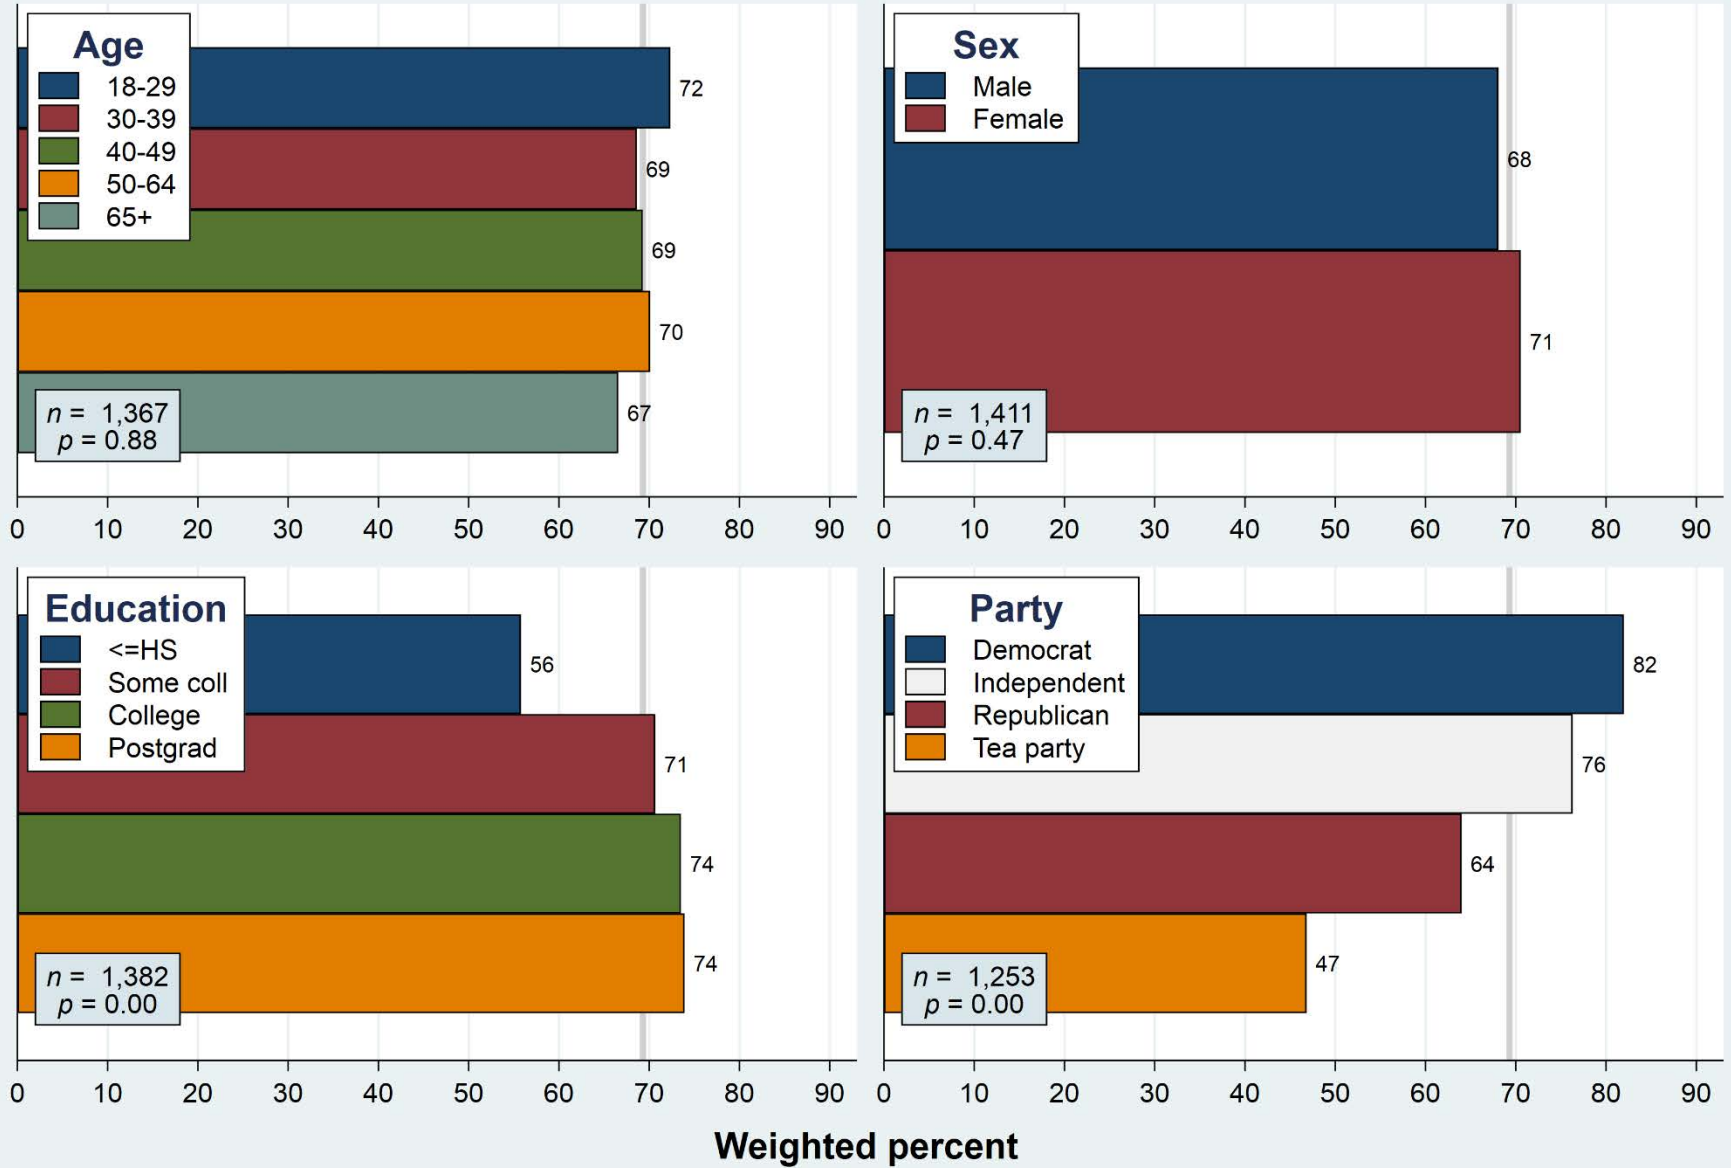 Age
18-29
30-39
40-49
50-64
65+
72
69
69
70
67
n = 1,367
p = 0.88
0 10 20 30 40 50 60 70 80 90
Sex
Male
Female
68
71
n = 1,411
p = 0.47
0 10 20 30 40 50 60 70 80 90
Education
<=HS
Some coll
College
Postgrad
56
71
74
74
n = 1,382
p = 0.00
0 10 20 30 40 50 60 70 80 90
Party
Democrat
Independent
Republican
Tea party
82
76
64
47
n = 1,253
p = 0.00
0 10 20 30 40 50 60 70 80 90
Weighted percent